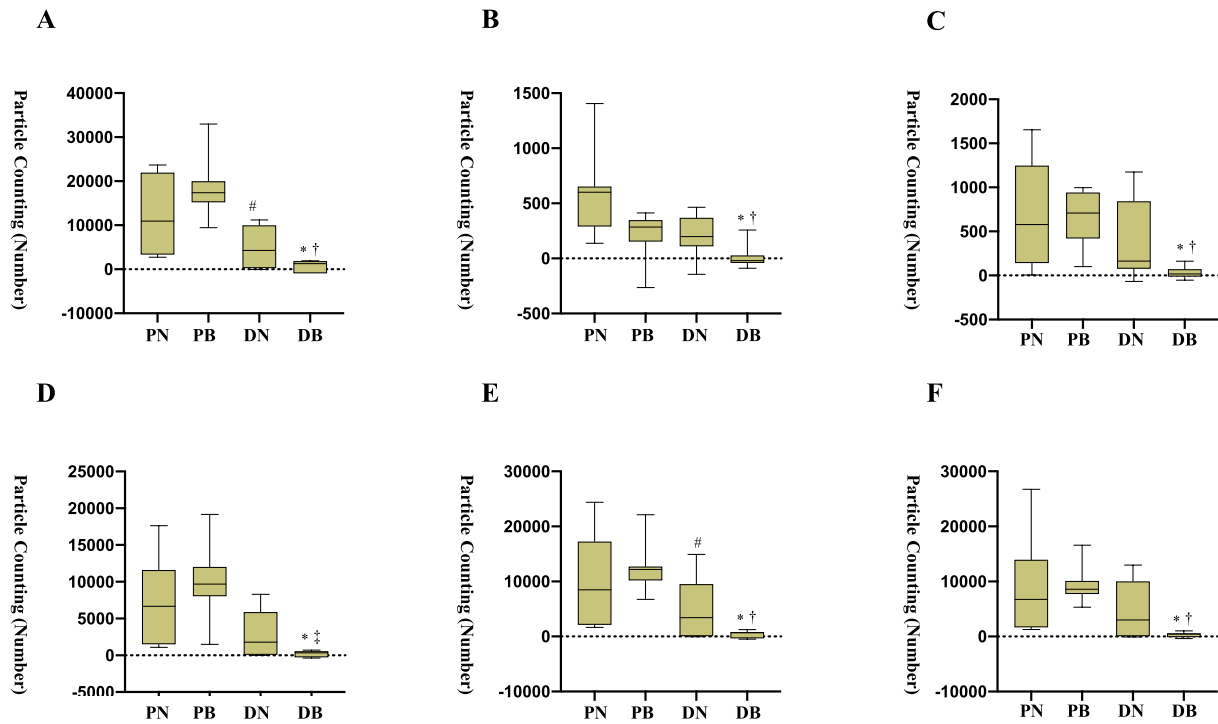 A
B
C
Particle Counting (Number)
40000
30000
20000
10000
0
-10000
#
* †
PN PB DN DB
Particle Counting (Number)
1500
1000
500
0
-500
* †
PN PB DN DB
Particle Counting (Number)
2000
1500
1000
500
0
-500
* †
PN PB DN DB
D
E
F
Particle Counting (Number)
25000
20000
15000
10000
5000
0
-5000
* ‡
PN PB DN DB
Particle Counting (Number)
30000
20000
10000
0
-10000
#
* †
PN PB DN DB
Particle Counting (Number)
30000
20000
10000
0
-10000
* †
PN PB DN DB